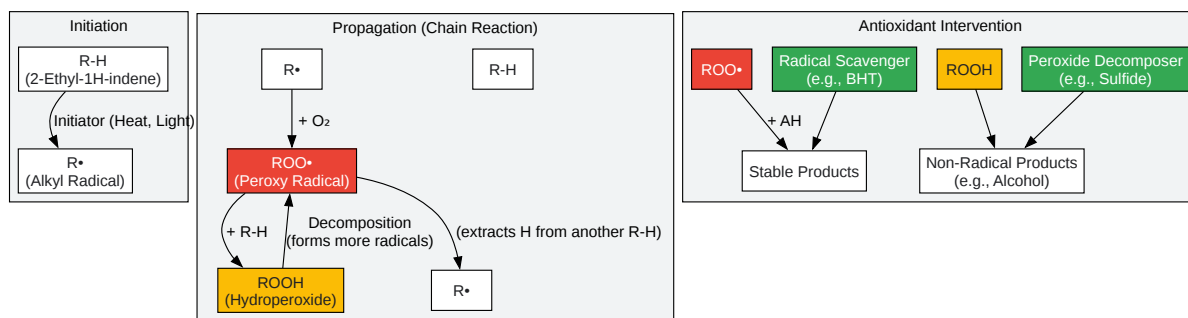 Initiation
R-H
(2-Ethyl-1H-indene)
Initiator (Heat, Light)
R•
(Alkyl Radical)
Propagation (Chain Reaction)
R•
R-H
+ O₂
ROO•
(Peroxy Radical)
+ R-H
Decomposition
(forms more radicals)
(extracts H from another R-H)
ROOH
(Hydroperoxide)
R•
Antioxidant Intervention
ROO•
Radical Scavenger
(e.g., BHT)
ROOH
Peroxide Decomposer
(e.g., Sulfide)
+ AH
Stable Products
Non-Radical Products
(e.g., Alcohol)